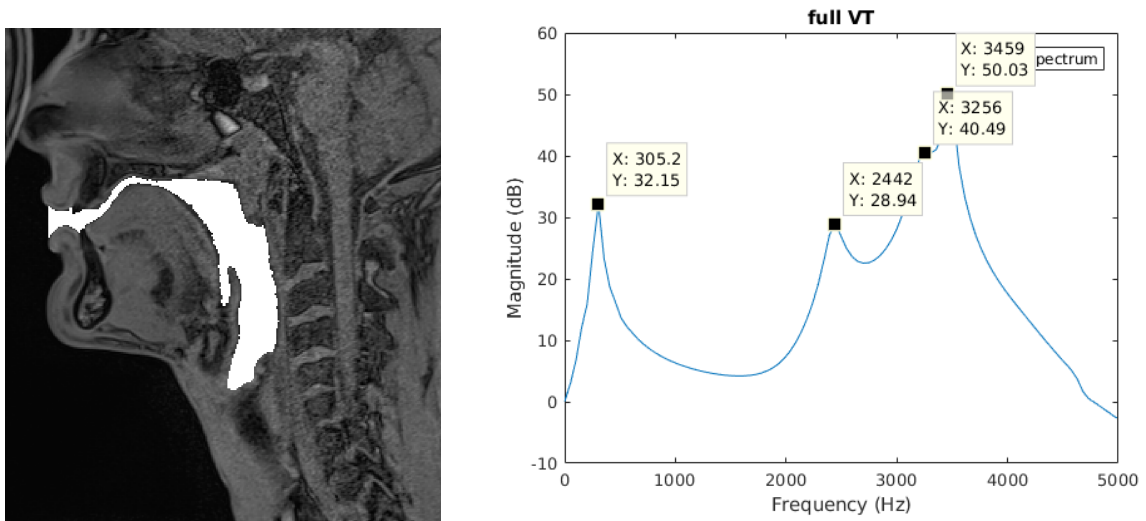 full VT
60
50
40
30
20
10
0
-10
Magnitude (dB)
0 1000 2000 3000 4000 5000
Frequency (Hz)
X: 305.2
Y: 32.15
X: 2442
Y: 28.94
X: 3256
Y: 40.49
X: 3459
Y: 50.03
pectrum